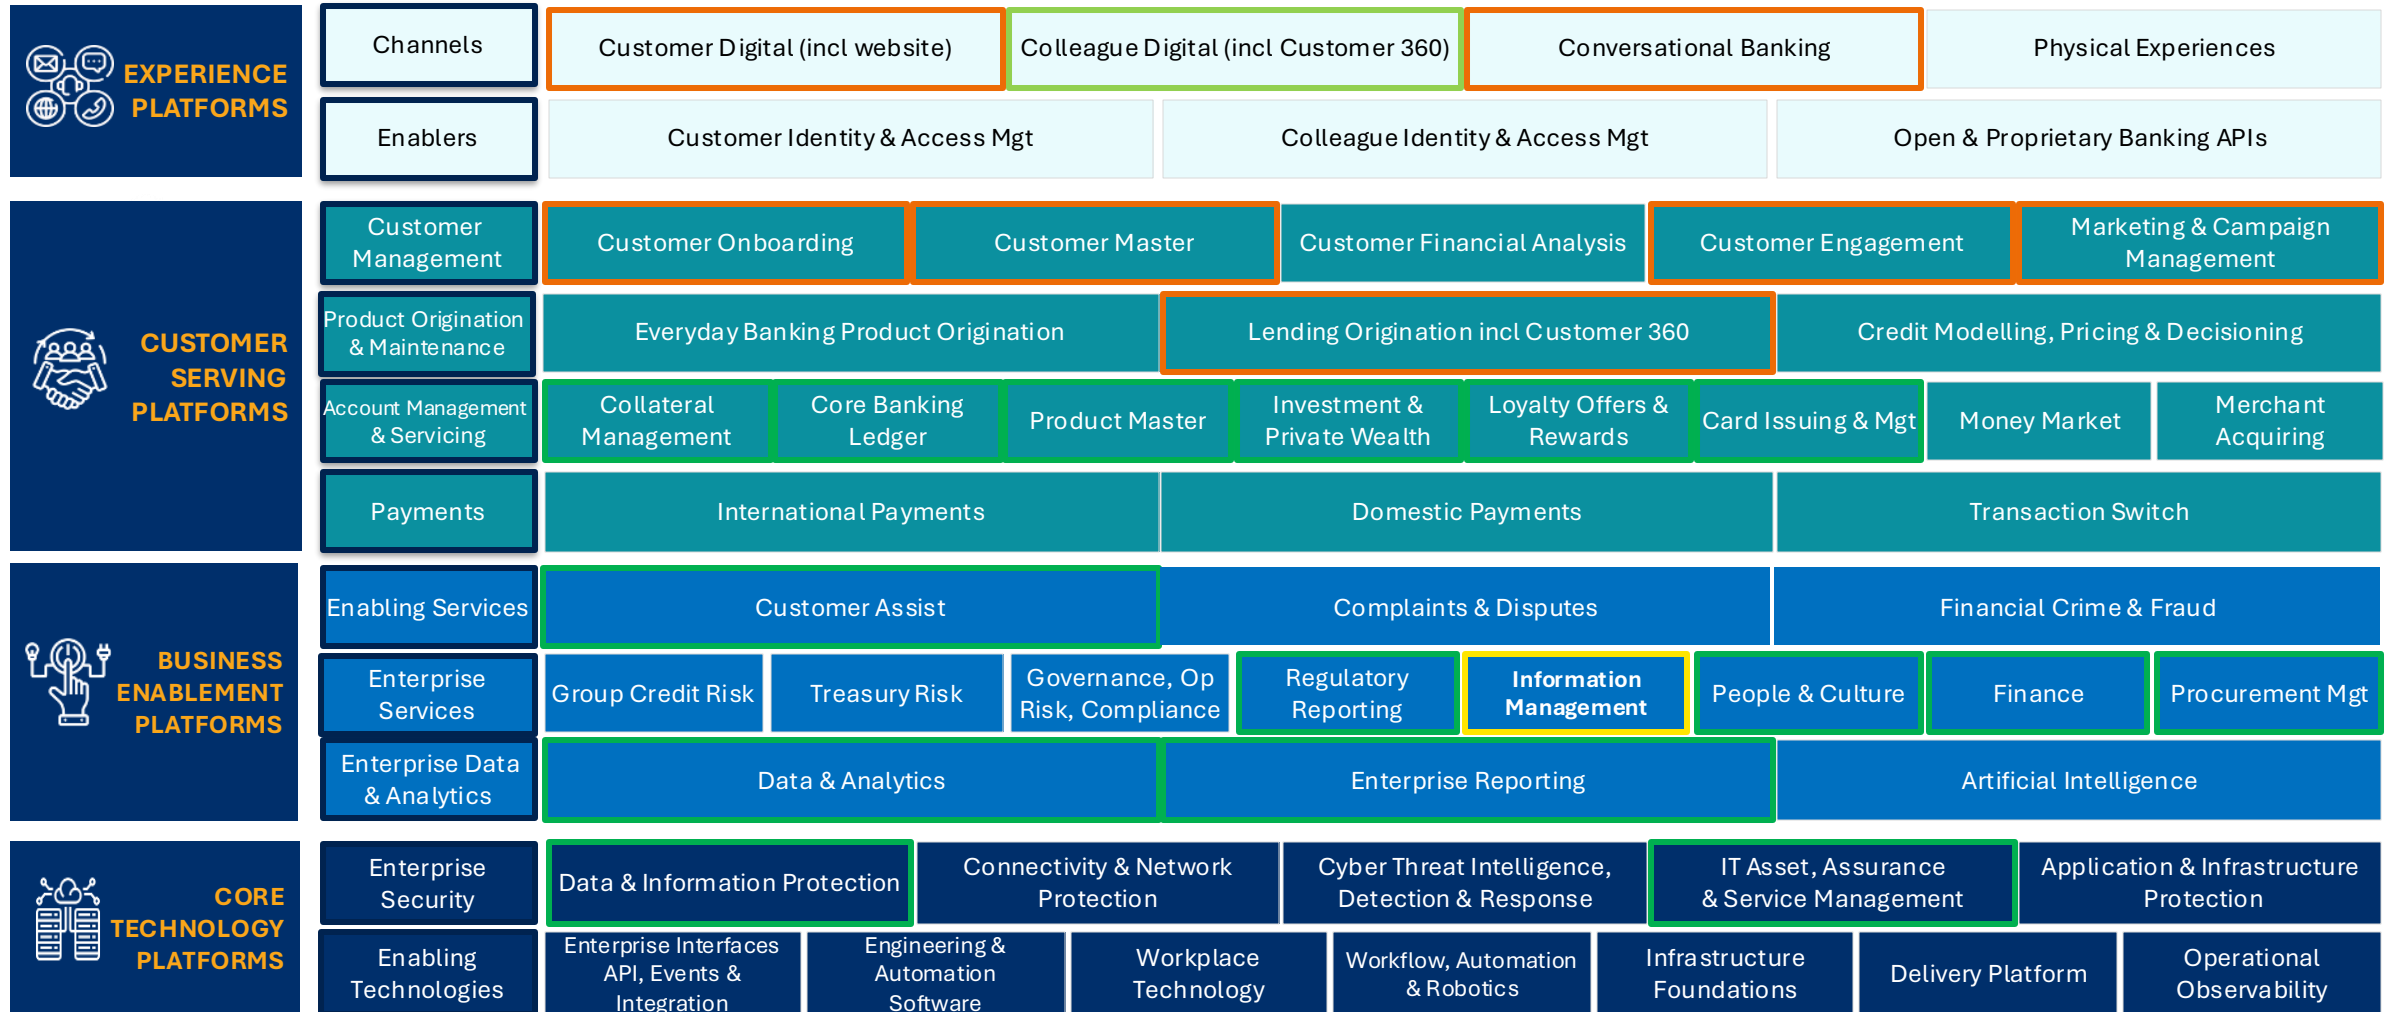 EXPERIENCE
PLATFORMS
Channels
Customer Digital (incl website)
Colleague Digital (incl Customer 360)
Conversational Banking
Physical Experiences
Enablers
Customer Identity & Access Mgt
Colleague Identity & Access Mgt
Open & Proprietary Banking APIs
CUSTOMER
SERVING
PLATFORMS
Customer
Management
Customer Onboarding
Customer Master
Customer Financial Analysis
Customer Engagement
Marketing & Campaign
Management
Product Origination
& Maintenance
Everyday Banking Product Origination
Lending Origination incl Customer 360
Credit Modelling, Pricing & Decisioning
Account Management
& Servicing
Collateral
Management
Core Banking
Ledger
Product Master
Investment &
Private Wealth
Loyalty Offers &
Rewards
Card Issuing & Mgt
Money Market
Merchant
Acquiring
Payments
International Payments
Domestic Payments
Transaction Switch
BUSINESS
ENABLEMENT
PLATFORMS
Enabling Services
Customer Assist
Complaints & Disputes
Financial Crime & Fraud
Enterprise
Services
Group Credit Risk
Treasury Risk
Governance, Op
Risk, Compliance
Regulatory
Reporting
Information
Management
People & Culture
Finance
Procurement Mgt
Enterprise Data
& Analytics
Data & Analytics
Enterprise Reporting
Artificial Intelligence
CORE
TECHNOLOGY
PLATFORMS
Enterprise
Security
Data & Information Protection
Connectivity & Network
Protection
Cyber Threat Intelligence,
Detection & Response
IT Asset, Assurance
& Service Management
Application & Infrastructure
Protection
Enabling
Technologies
Enterprise Interfaces
API, Events &
Integration
Engineering &
Automation
Software
Workplace
Technology
Workflow, Automation
& Robotics
Infrastructure
Foundations
Delivery Platform
Operational
Observability